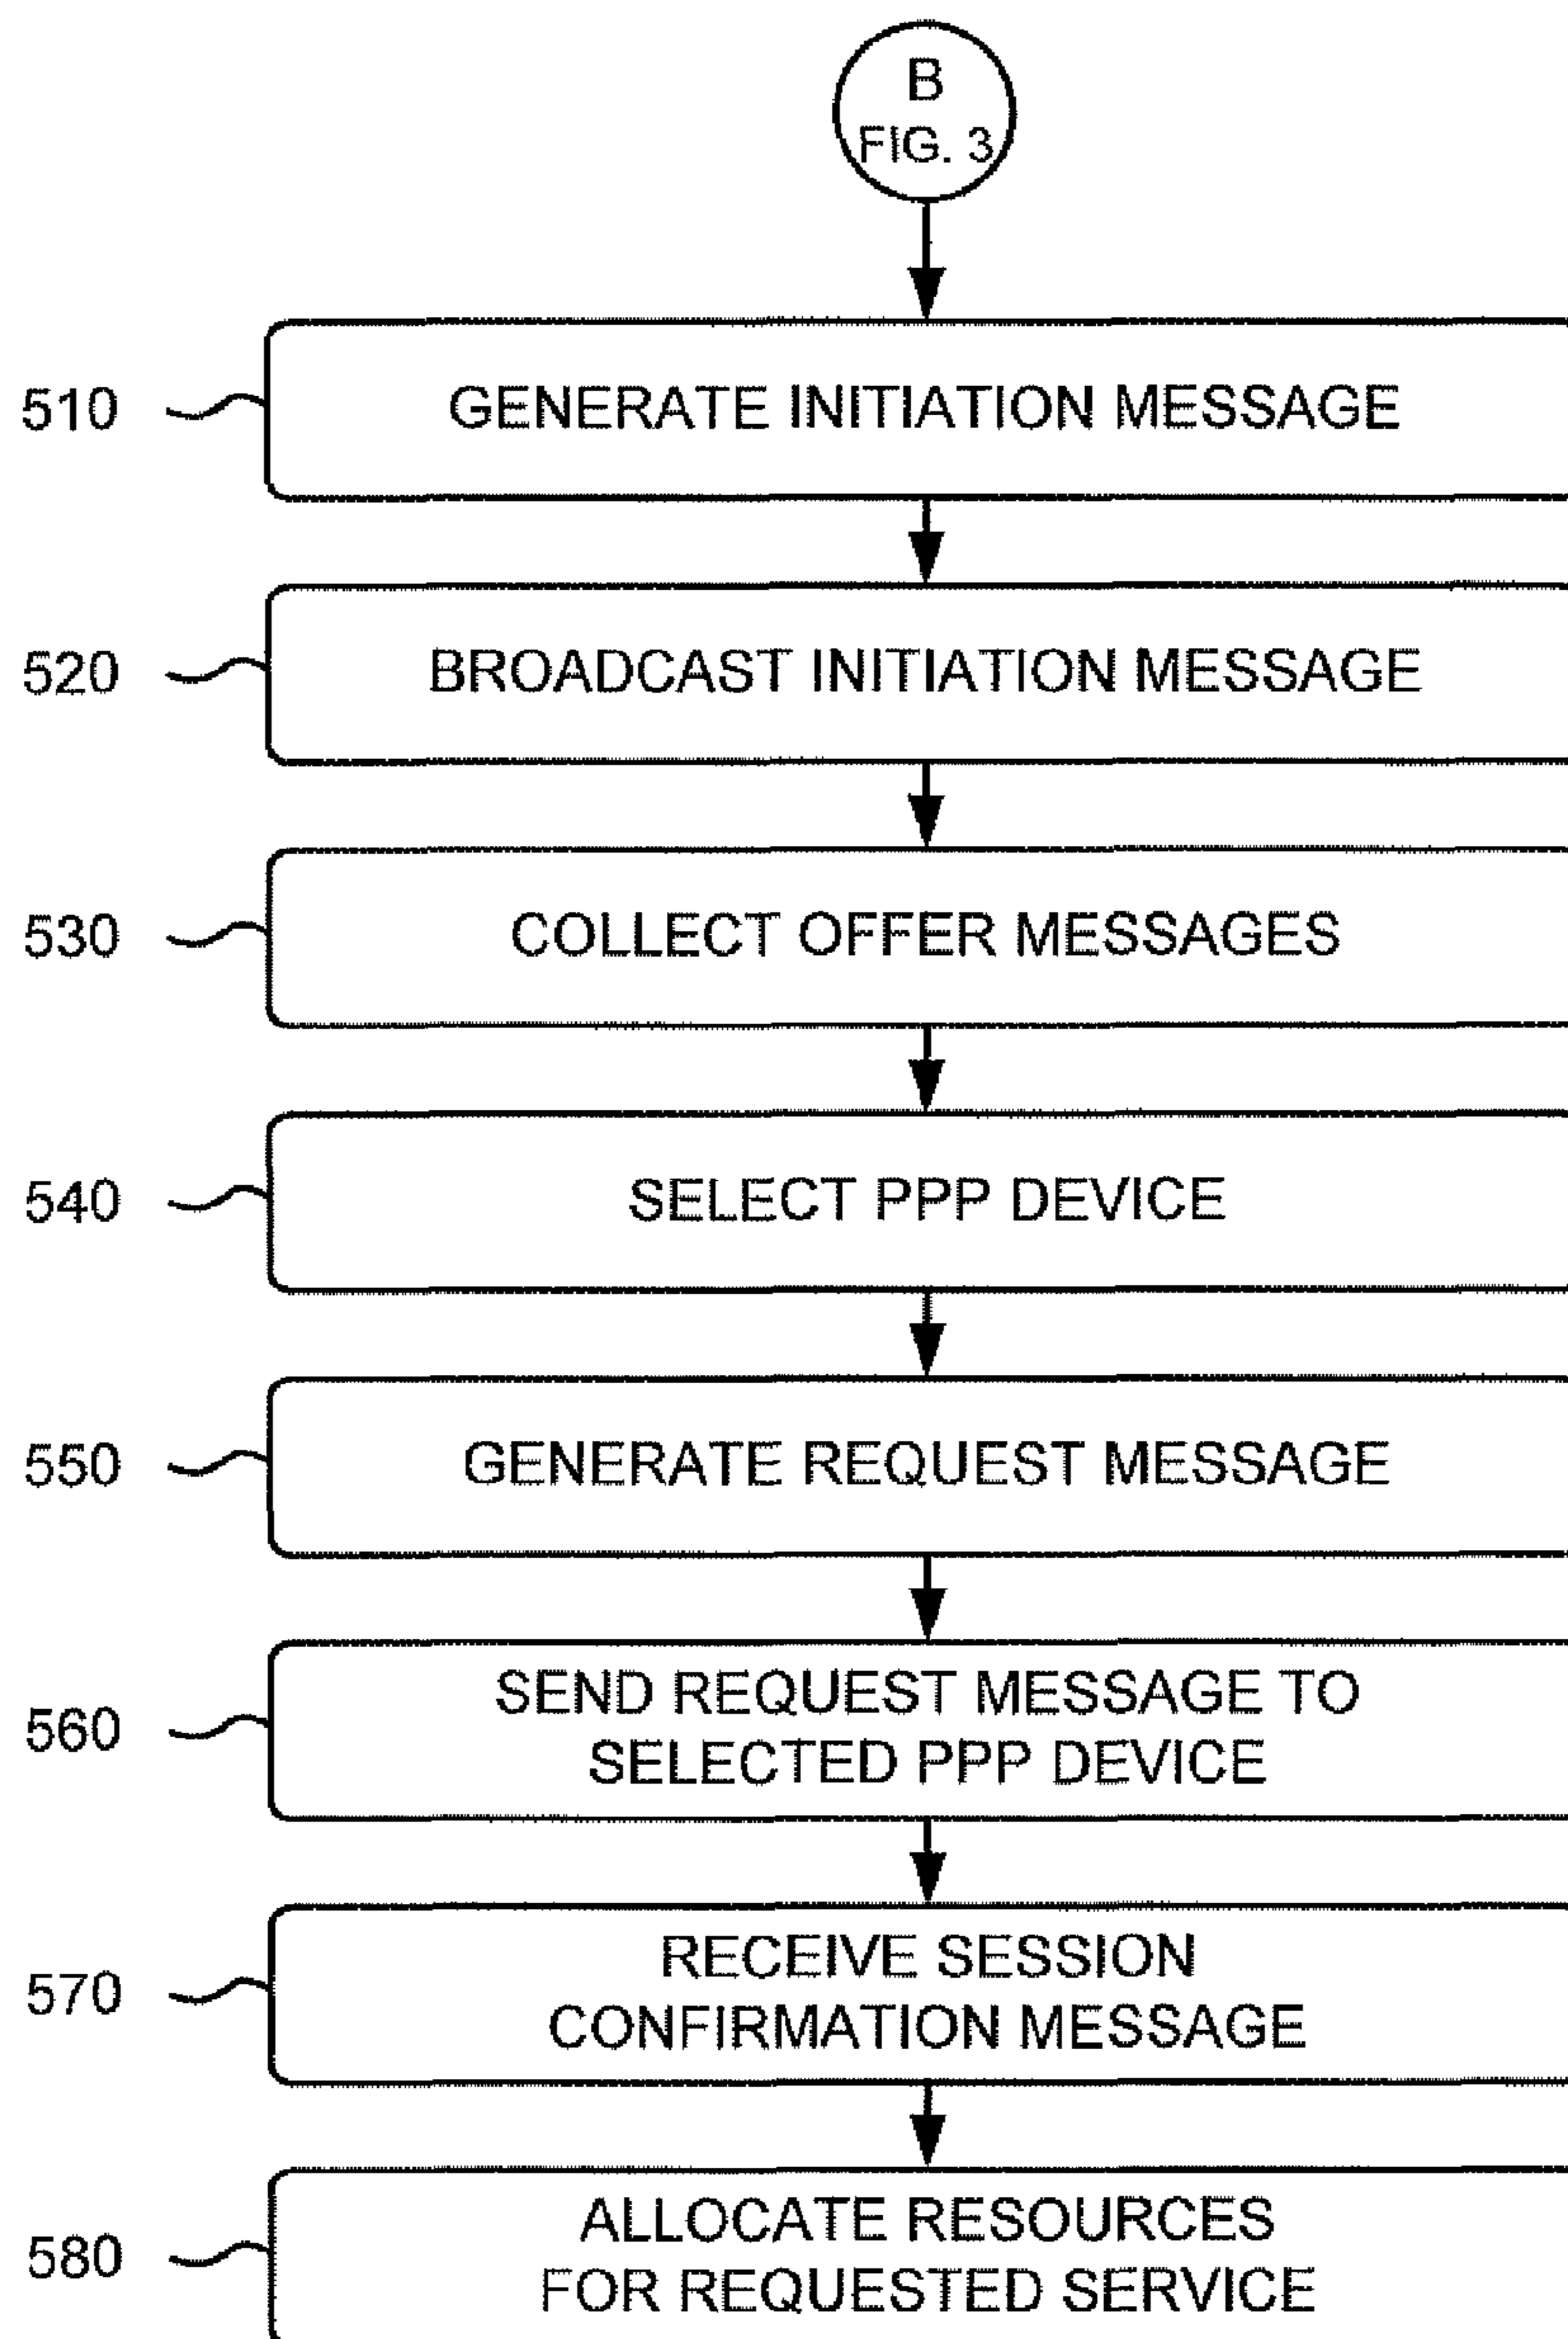 B
FIG. 3
510
GENERATE INITIATION MESSAGE
520
BROADCAST INITIATION MESSAGE
530
COLLECT OFFER MESSAGES
540
SELECT PPP DEVICE
550
GENERATE REQUEST MESSAGE
560
SEND REQUEST MESSAGE TO
SELECTED PPP DEVICE
570
RECEIVE SESSION
CONFIRMATION MESSAGE
580
ALLOCATE RESOURCES
FOR REQUESTED SERVICE